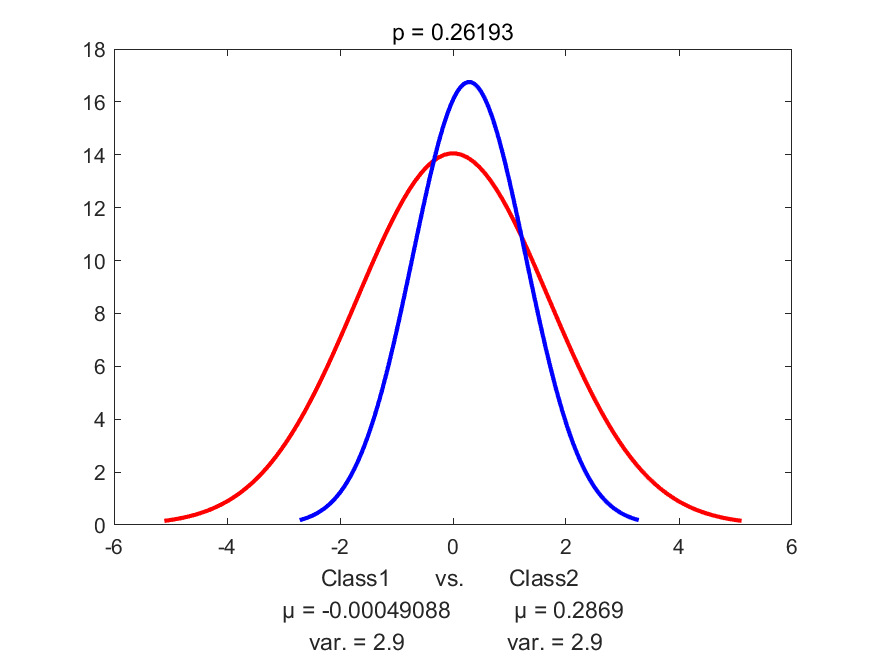 p = 0.26193
18
16
14
12
10
8
6
4
2
0
-6 -4 -2 0 2 4 6
Class1 vs. Class2
μ = -0.00049088 μ = 0.2869
var. = 2.9 var. = 2.9